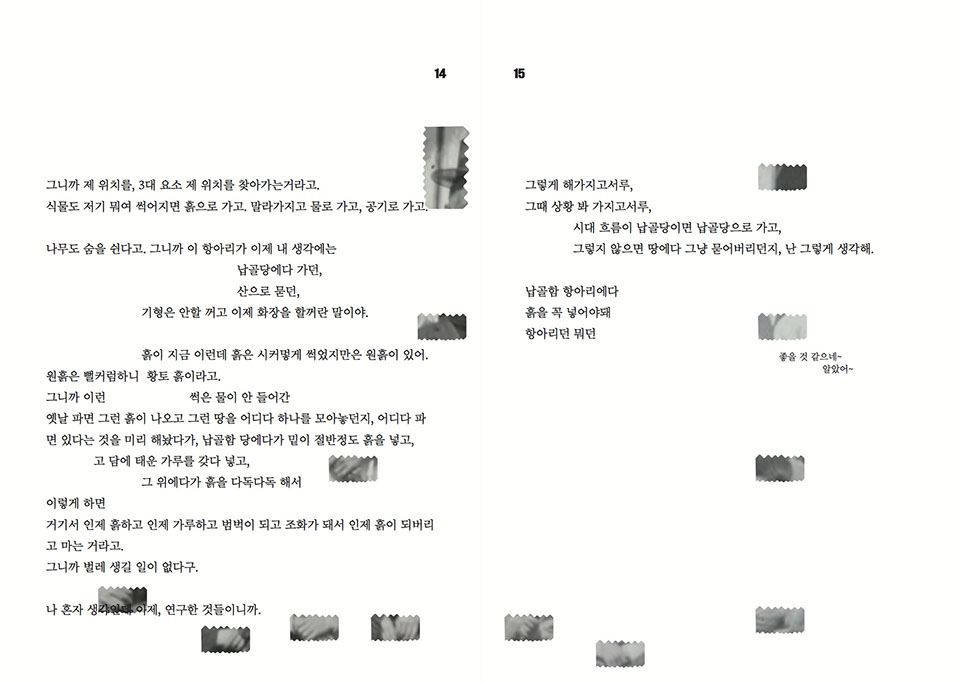 14
그니까 제 위치를, 3대 요소 제 위치를 찾아가는거라고.
식물도 저기 뭐여 썩어지면 흙으로 가고. 말라가지고 물로 가고, 공기로 가고.
나무도 숨을 쉰다고. 그니까 이 항아리가 이제 내 생각에는
납골당에다 가던,
산으로 묻던,
기형은 안할 꺼고 이제 화장을 할꺼란 말이야.
흙이 지금 이런데 흙은 시커멓게 썩었지만은 원흙이 있어.
원흙은 뻘커럼하니 황토 흙이라고.
그니까 이런 썩은 물이 안 들어간
옛날 파면 그런 흙이 나오고 그런 땅을 어디다 하나를 모아놓던지, 어디다 파
면 있다는 것을 미리 해놨다가, 납골함 당에다가 밑이 절반정도 흙을 넣고,
고 담에 태운 가루를 갖다 넣고,
그 위에다가 흙을 다독다독 해서
이렇게 하면
거기서 인제 흙하고 인제 가루하고 범벅이 되고 조화가 돼서 인제 흙이 되버리
고 마는 거라고.
그니까 벌레 생길 일이 없다구.
나 혼자 생각인데 이제, 연구한 것들이니까.
15
그렇게 해가지고서루,
그때 상황 봐 가지고서루,
시대 흐름이 납골당이면 납골당으로 가고,
그렇지 않으면 땅에다 그냥 묻어버리던지, 난 그렇게 생각해.
납골함 항아리에다
흙을 꼭 넣어야돼
항아리던 뭐던
좋을 것 같으네~
알았어~